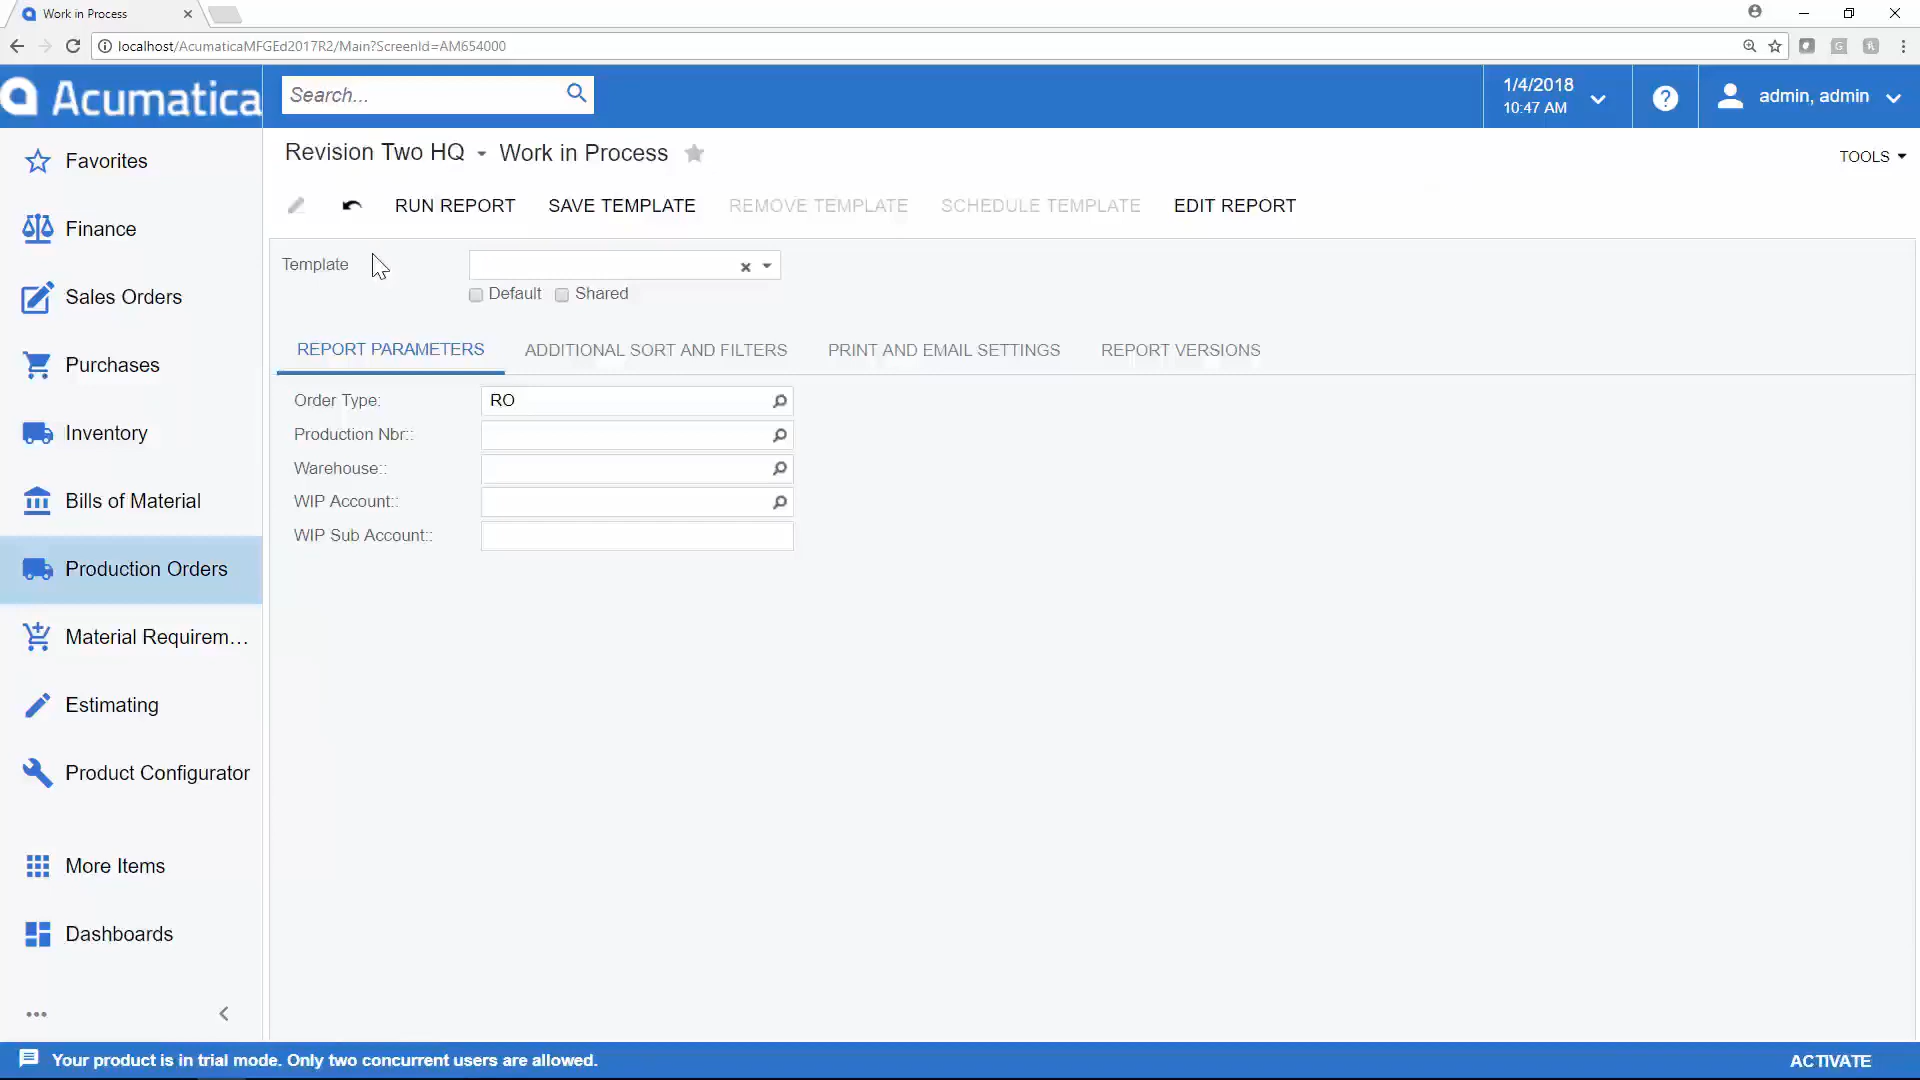 Work in Process
localhost/AcumaticaMFGEd2017R2/Main?ScreenId=AM654000
Acumatica
Search...
1/4/2018
10:47 AM
?
admin, admin
Favorites
Finance
Sales Orders
Purchases
Inventory
Bills of Material
Production Orders
Material Requirem...
Estimating
Product Configurator
More Items
Dashboards
Revision Two HQ - Work in Process
TOOLS
RUN REPORT SAVE TEMPLATE REMOVE TEMPLATE SCHEDULE TEMPLATE EDIT REPORT
Template
Default Shared
REPORT PARAMETERS ADDITIONAL SORT AND FILTERS PRINT AND EMAIL SETTINGS REPORT VERSIONS
Order Type: RO
Production Nbr::
Warehouse::
WIP Account::
WIP Sub Account::
Your product is in trial mode. Only two concurrent users are allowed.
ACTIVATE